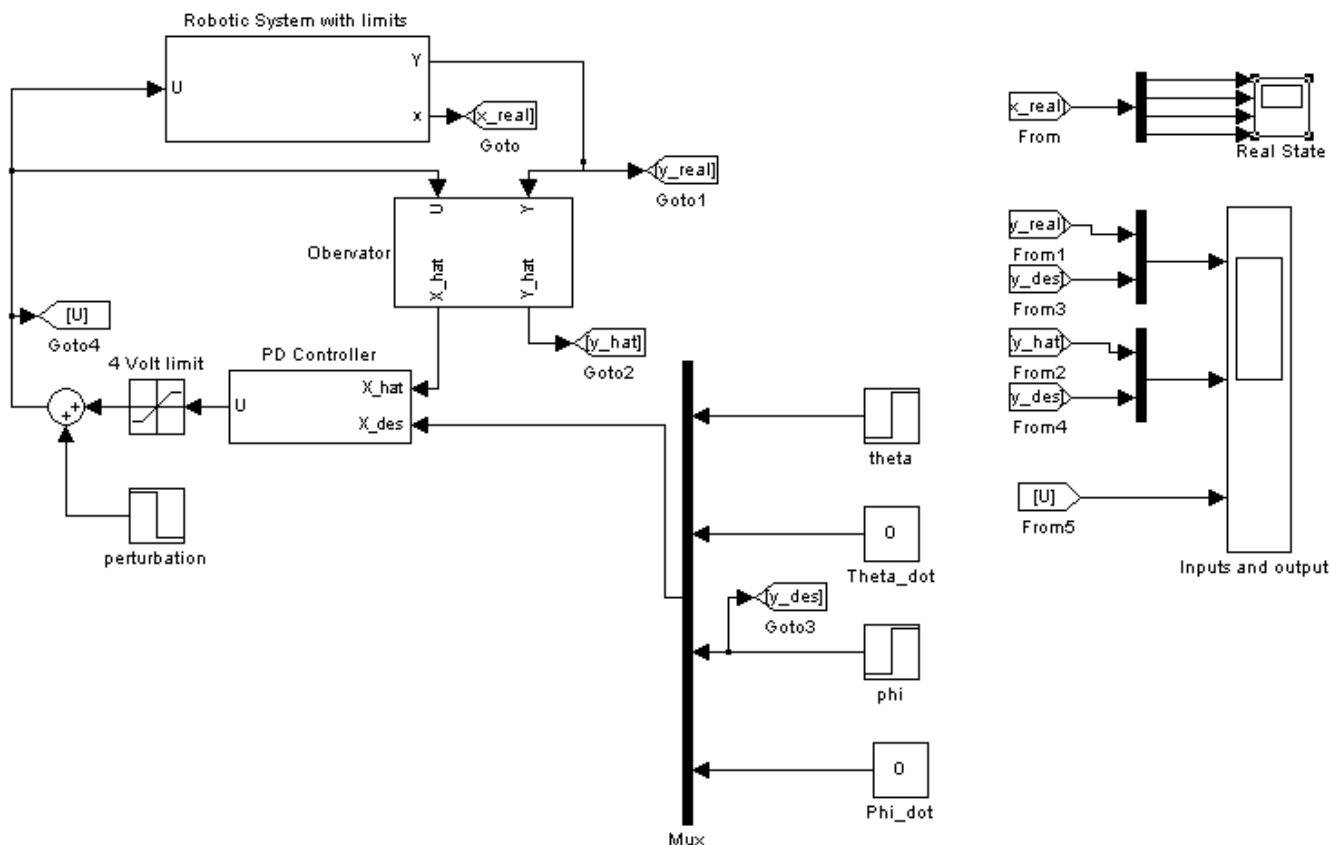 Robotic System with limits
Y
U
x
[x_real]
Goto
[y_real]
Goto1
U
Y
Obervator
X_hat
Y_hat
[U]
Goto4
[y_hat]
Goto2
4 Volt limit
PD Controller
X_hat
U
X_des
+
+
perturbation
theta
0
Theta_dot
[y_des]
Goto3
phi
0
Phi_dot
Mux
x_real]
From
Real State
y_real]
From1
y_des]
From3
y_hat]
From2
y_des]
From4
[U]
From5
Inputs and output